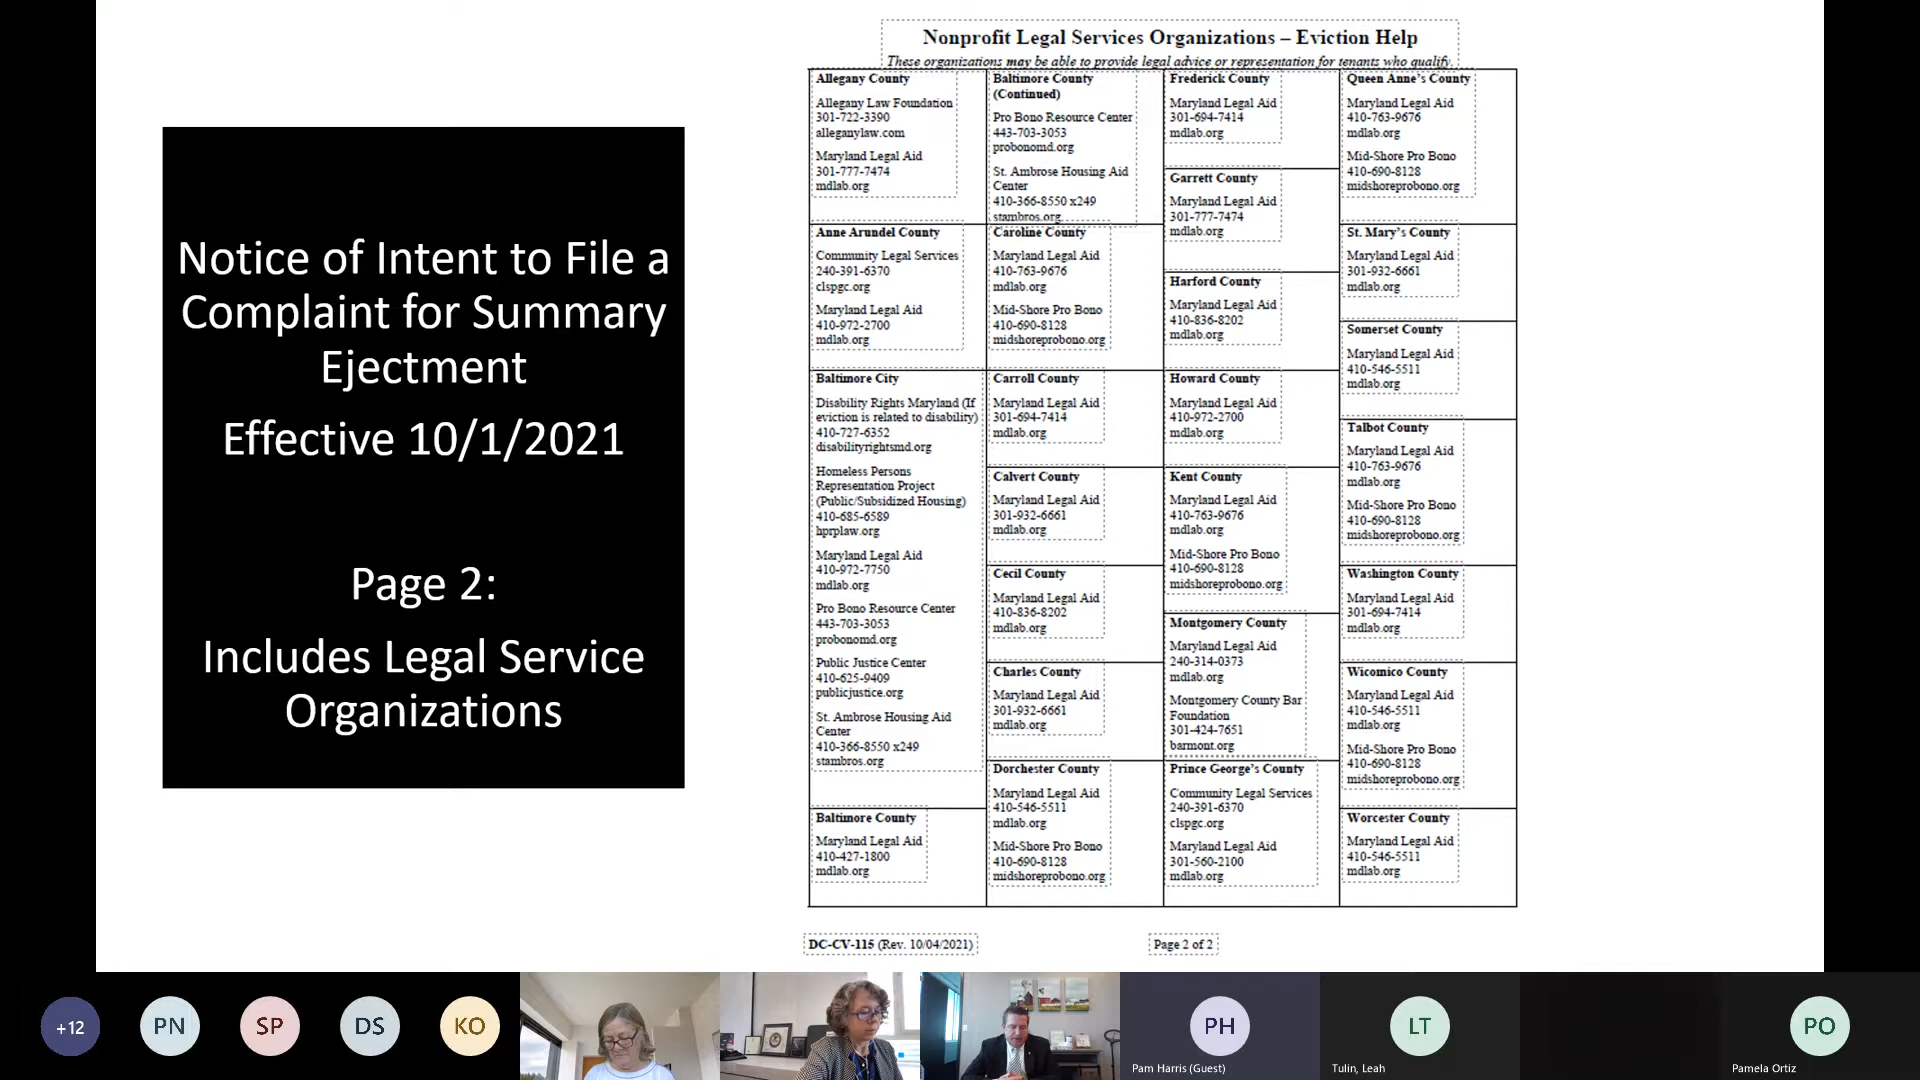 Notice of Intent to File a
Complaint for Summary
Ejectment
Effective 10/1/2021
Page 2:
Includes Legal Service
Organizations
Nonprofit Legal Services Organizations – Eviction Help
These organizations may be able to provide legal advice or representation for tenants who qualify.
Allegany County
Allegany Law Foundation
301-722-3390
alleganylaw.com
Maryland Legal Aid
301-777-7474
mdlab.org
Anne Arundel County
Community Legal Services
240-391-6370
clspgc.org
Maryland Legal Aid
410-972-2700
mdlab.org
Baltimore City
Disability Rights Maryland (If
eviction is related to disability)
410-727-6352
disabilityrightsmd.org
Homeless Persons
Representation Project
(Public/Subsidized Housing)
410-685-6589
hprplaw.org
Maryland Legal Aid
410-972-7750
mdlab.org
Pro Bono Resource Center
443-703-3053
probonomd.org
Public Justice Center
410-625-9409
publicjustice.org
St. Ambrose Housing Aid
Center
410-366-8550 x249
stambros.org
Baltimore County
Maryland Legal Aid
410-427-1800
mdlab.org
Baltimore County
(Continued)
Pro Bono Resource Center
443-703-3053
probonomd.org
St. Ambrose Housing Aid
Center
410-366-8550 x249
stambros.org
Caroline County
Maryland Legal Aid
410-763-9676
mdlab.org
Mid-Shore Pro Bono
410-690-8128
midshoreprobono.org
Carroll County
Maryland Legal Aid
301-694-7414
mdlab.org
Calvert County
Maryland Legal Aid
301-932-6661
mdlab.org
Cecil County
Maryland Legal Aid
410-836-8202
mdlab.org
Charles County
Maryland Legal Aid
301-932-6661
mdlab.org
Dorchester County
Maryland Legal Aid
410-546-5511
mdlab.org
Mid-Shore Pro Bono
410-690-8128
midshoreprobono.org
Frederick County
Maryland Legal Aid
301-694-7414
mdlab.org
Garrett County
Maryland Legal Aid
301-777-7474
mdlab.org
Harford County
Maryland Legal Aid
410-836-8202
mdlab.org
Howard County
Maryland Legal Aid
410-972-2700
mdlab.org
Kent County
Maryland Legal Aid
410-763-9676
mdlab.org
Mid-Shore Pro Bono
410-690-8128
midshoreprobono.org
Montgomery County
Maryland Legal Aid
240-314-0373
mdlab.org
Montgomery County Bar
Foundation
301-424-7651
barmont.org
Prince George's County
Community Legal Services
240-391-6370
clspgc.org
Maryland Legal Aid
301-560-2100
mdlab.org
Queen Anne's County
Maryland Legal Aid
410-763-9676
mdlab.org
Mid-Shore Pro Bono
410-690-8128
midshoreprobono.org
St. Mary's County
Maryland Legal Aid
301-932-6661
mdlab.org
Somerset County
Maryland Legal Aid
410-546-5511
mdlab.org
Talbot County
Maryland Legal Aid
410-763-9676
mdlab.org
Mid-Shore Pro Bono
410-690-8128
midshoreprobono.org
Washington County
Maryland Legal Aid
301-694-7414
mdlab.org
Wicomico County
Maryland Legal Aid
410-546-5511
mdlab.org
Mid-Shore Pro Bono
410-690-8128
midshoreprobono.org
Worcester County
Maryland Legal Aid
410-546-5511
mdlab.org
DC-CV-115 (Rev. 10/04/2021)
Page 2 of 2
+12
PN
SP
DS
KO
PH
Pam Harris (Guest)
LT
Tulin, Leah
PO
Pamela Ortiz